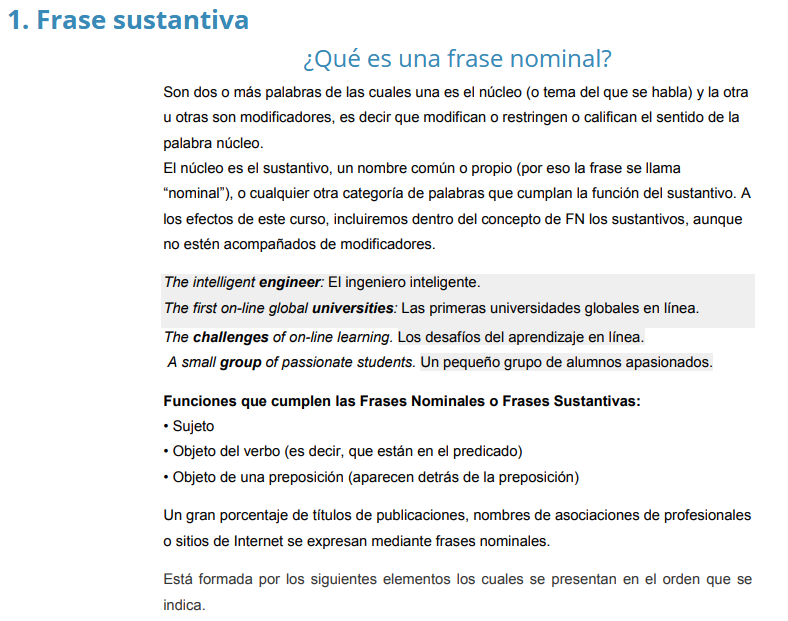 1. Frase sustantiva
¿Qué es una frase nominal?
Son dos o más palabras de las cuales una es el núcleo (o tema del que se habla) y la otra
u otras son modificadores, es decir que modifican o restringen o califican el sentido de la
palabra núcleo.
El núcleo es el sustantivo, un nombre común o propio (por eso la frase se llama
“nominal”), o cualquier otra categoría de palabras que cumplan la función del sustantivo. A
los efectos de este curso, incluiremos dentro del concepto de FN los sustantivos, aunque
no estén acompañados de modificadores.
The intelligent engineer: El ingeniero inteligente.
The first on-line global universities: Las primeras universidades globales en línea.
The challenges of on-line learning. Los desafíos del aprendizaje en línea.
A small group of passionate students. Un pequeño grupo de alumnos apasionados.
Funciones que cumplen las Frases Nominales o Frases Sustantivas:
• Sujeto
• Objeto del verbo (es decir, que están en el predicado)
• Objeto de una preposición (aparecen detrás de la preposición)
Un gran porcentaje de títulos de publicaciones, nombres de asociaciones de profesionales
o sitios de Internet se expresan mediante frases nominales.
Está formada por los siguientes elementos los cuales se presentan en el orden que se
indica.